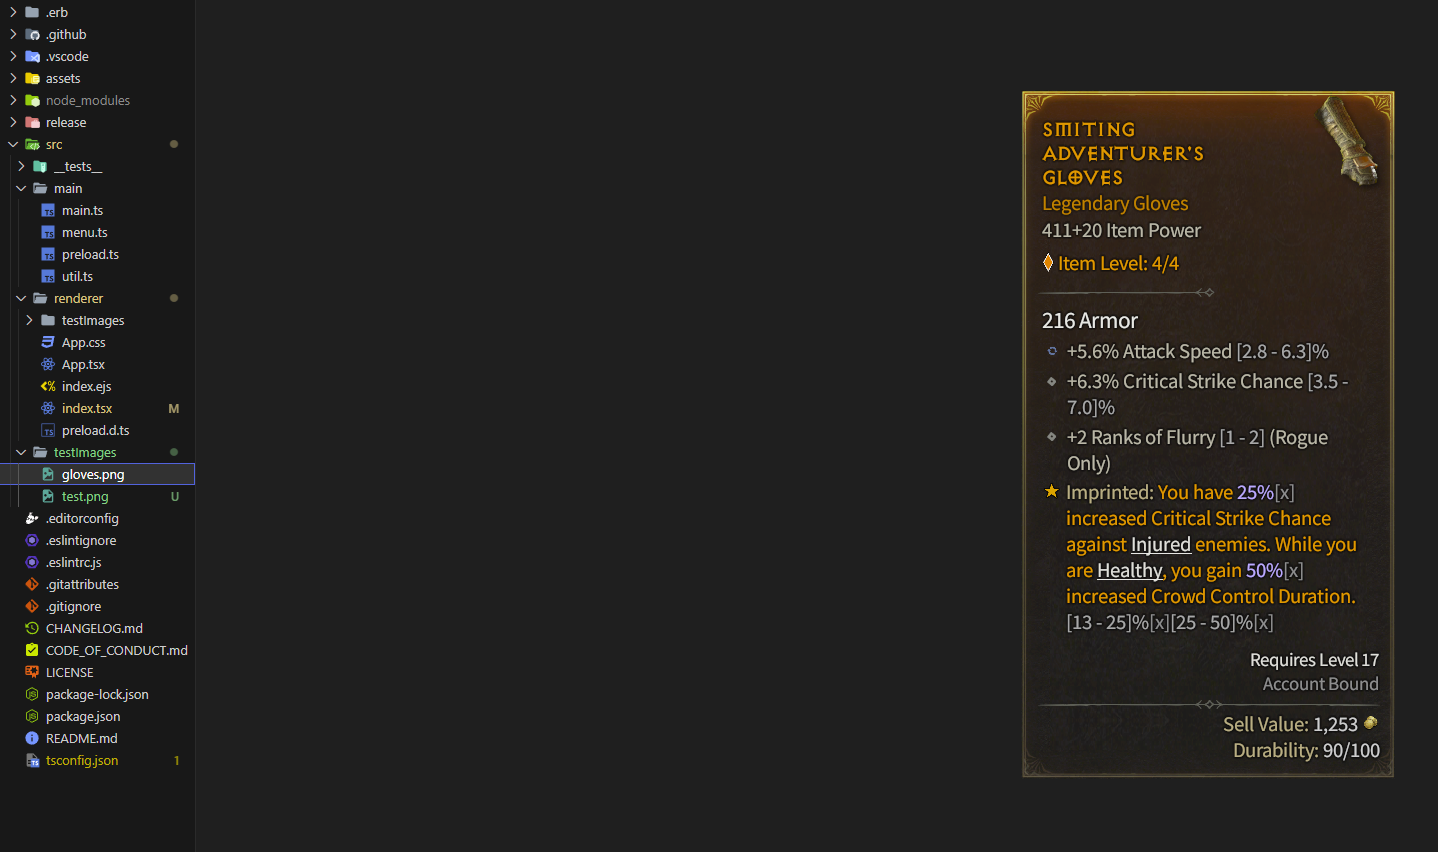 .erb
.github
.vscode
assets
node_modules
release
src
__tests__
main
main.ts
menu.ts
preload.ts
util.ts
renderer
testImages
App.css
App.tsx
index.ejs
index.tsx M
preload.d.ts
testImages
gloves.png
test.png U
.editorconfig
.eslintignore
.eslintrc.js
.gitattributes
.gitignore
CHANGELOG.md
CODE_OF_CONDUCT.md
LICENSE
package-lock.json
package.json
README.md
tsconfig.json 1
SMITING
ADVENTURER'S
GLOVES
Legendary Gloves
411+20 Item Power
Item Level: 4/4
216 Armor
+5.6% Attack Speed [2.8 - 6.3]%
+6.3% Critical Strike Chance [3.5 -
7.0]%
+2 Ranks of Flurry [1 - 2] (Rogue
Only)
Imprinted: You have 25%[x]
increased Critical Strike Chance
against Injured enemies. While you
are Healthy, you gain 50%[x]
increased Crowd Control Duration.
[13 - 25]%[x][25 - 50]%[x]
Requires Level 17
Account Bound
Sell Value: 1,253
Durability: 90/100